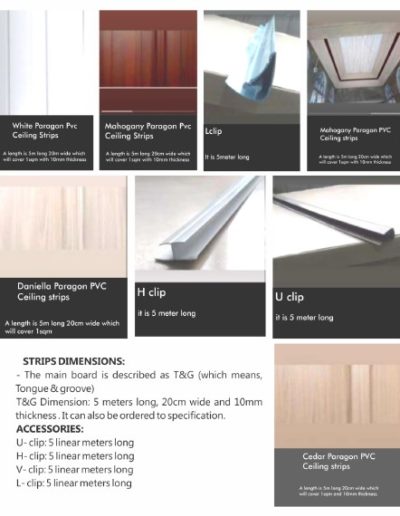 White Paragon Pvc
Ceiling Strips
A length is 5m long 20m wide which
will cover 1sqm with 10mm thickness
Mahogany Paragon Pvc
Ceiling Strips
A length is 5m long 20cm wide which
will cover 1sqm with 10mm thickness
Lclip
It is 5meter long
Mahogany Paragon PVC
Ceiling strips
A length is 5m long 20cm wide which
will cover 1sqm with 10mm thickness
Daniella Paragon PVC
Ceiling strips
A length is 5m long 20cm wide which
will cover 1sqm
H clip
it is 5 meter long
U clip
it is 5 meter long
STRIPS DIMENSIONS:
- The main board is described as T&G (which means,
Tongue & groove)
T&G Dimension: 5 meters long, 20cm wide and 10mm
thickness . It can also be ordered to specification.
ACCESSORIES:
U- clip: 5 linear meters long
H- clip: 5 linear meters long
V- clip: 5 linear meters long
L- clip: 5 linear meters long
Cedar Paragon PVC
Ceiling strips
A length is 5m long 20cm wide which
will cover 1sqm and 10mm thickness